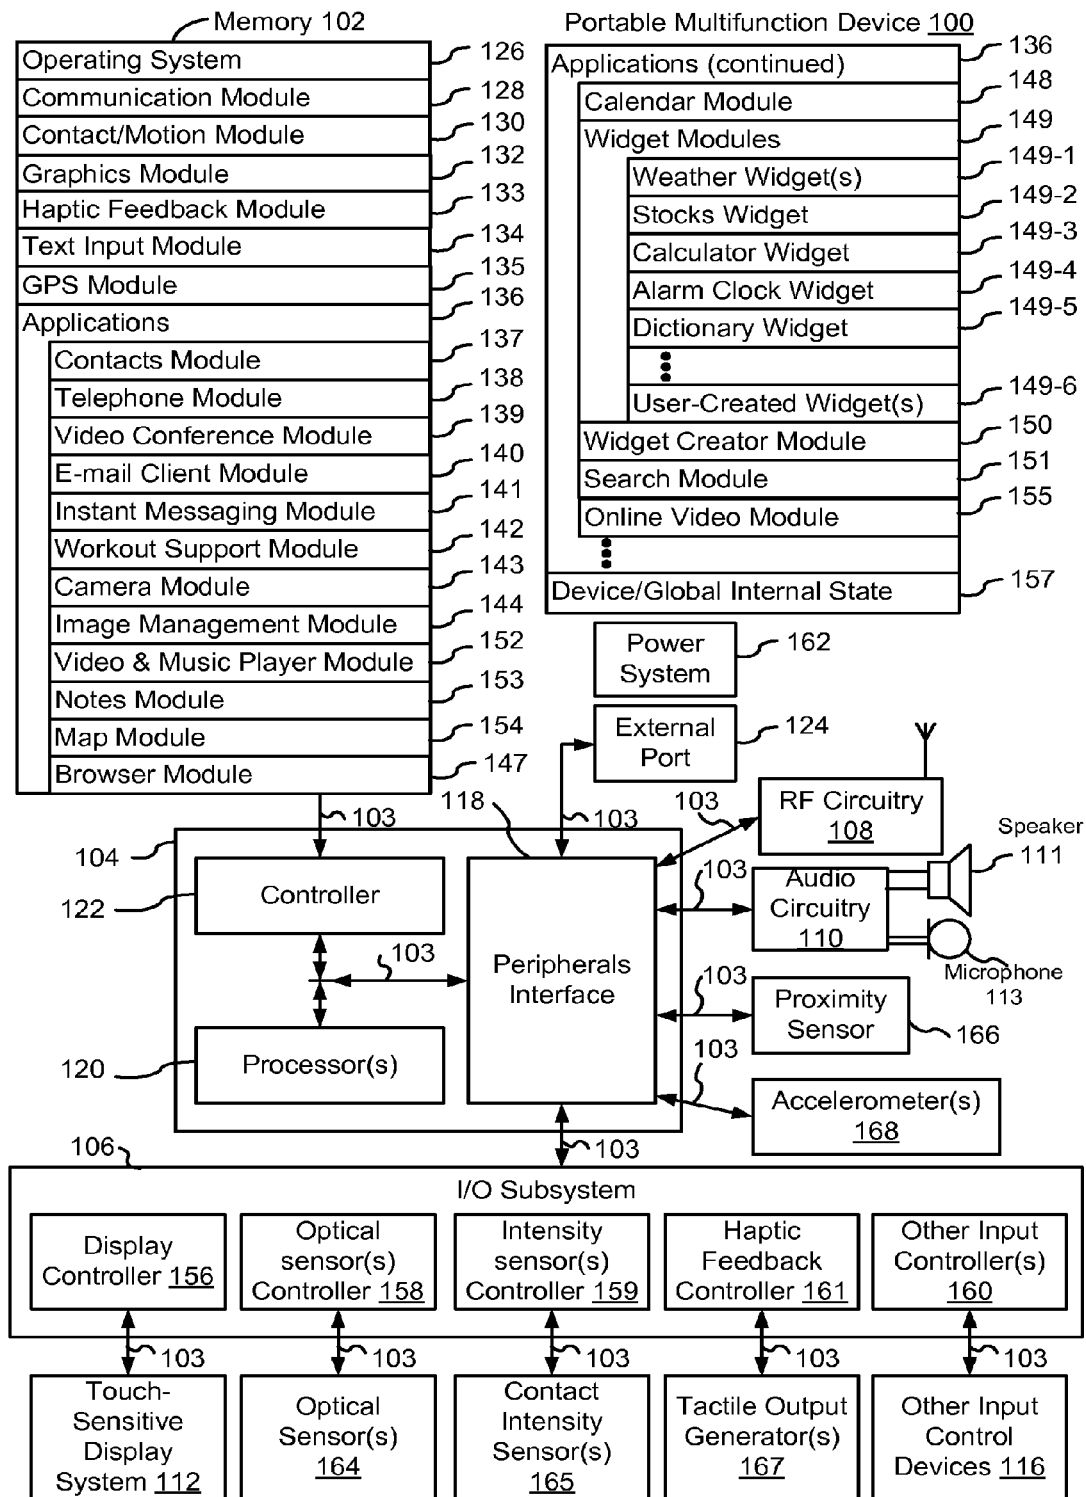 Memory 102
Operating System 126
Communication Module 128
Contact/Motion Module 130
Graphics Module 132
Haptic Feedback Module 133
Text Input Module 134
GPS Module 135
Applications 136
Contacts Module 137
Telephone Module 138
Video Conference Module 139
E-mail Client Module 140
Instant Messaging Module 141
Workout Support Module 142
Camera Module 143
Image Management Module 144
Video & Music Player Module 152
Notes Module 153
Map Module 154
Browser Module 147
Portable Multifunction Device 100
Applications (continued) 136
Calendar Module 148
Widget Modules 149
Weather Widget(s) 149-1
Stocks Widget 149-2
Calculator Widget 149-3
Alarm Clock Widget 149-4
Dictionary Widget 149-5
User-Created Widget(s) 149-6
Widget Creator Module 150
Search Module 151
Online Video Module 155
Device/Global Internal State 157
Power
System
162
External
Port
124
103
118
103
103
RF Circuitry
108
Speaker
111
104
Controller
122
103
Audio
Circuitry
110
Microphone
113
103
Peripherals
Interface
103
Proximity
Sensor
166
Processor(s)
120
103
Accelerometer(s)
168
106
103
I/O Subsystem
Display
Controller 156
Optical
sensor(s)
Controller 158
Intensity
sensor(s)
Controller 159
Haptic
Feedback
Controller 161
Other Input
Controller(s)
160
103
103
103
103
103
Touch-
Sensitive
Display
System 112
Optical
Sensor(s)
164
Contact
Intensity
Sensor(s)
165
Tactile Output
Generator(s)
167
Other Input
Control
Devices 116